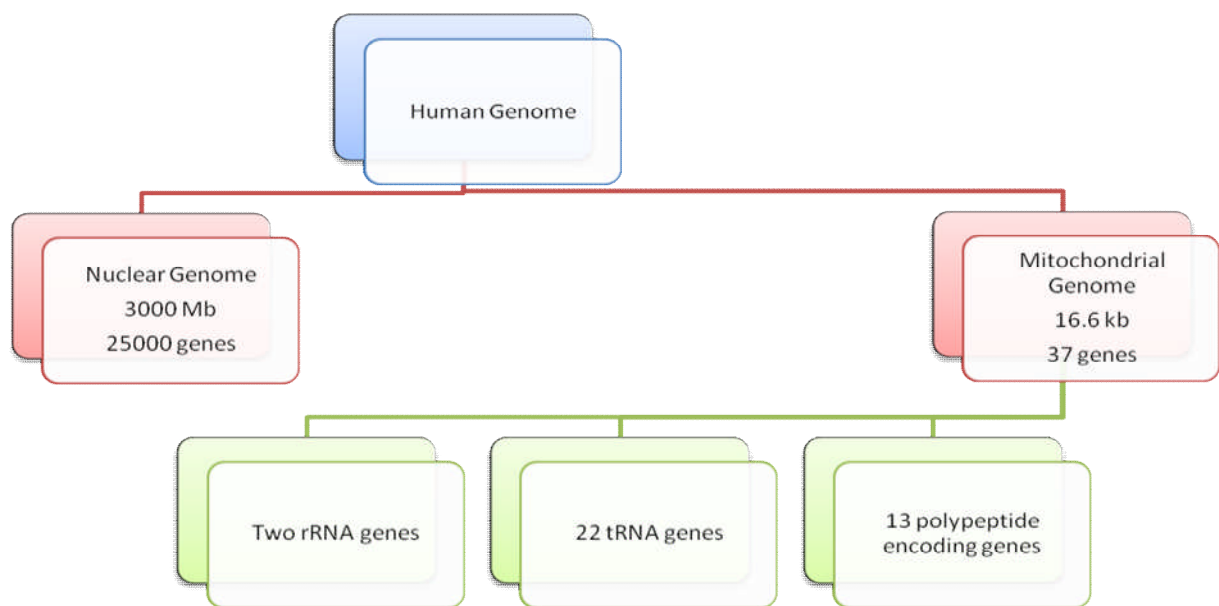 Human Genome
Nuclear Genome
3000 Mb
25000 genes
Mitochondrial
Genome
16.6 kb
37 genes
Two rRNA genes
22 tRNA genes
13 polypeptide
encoding genes